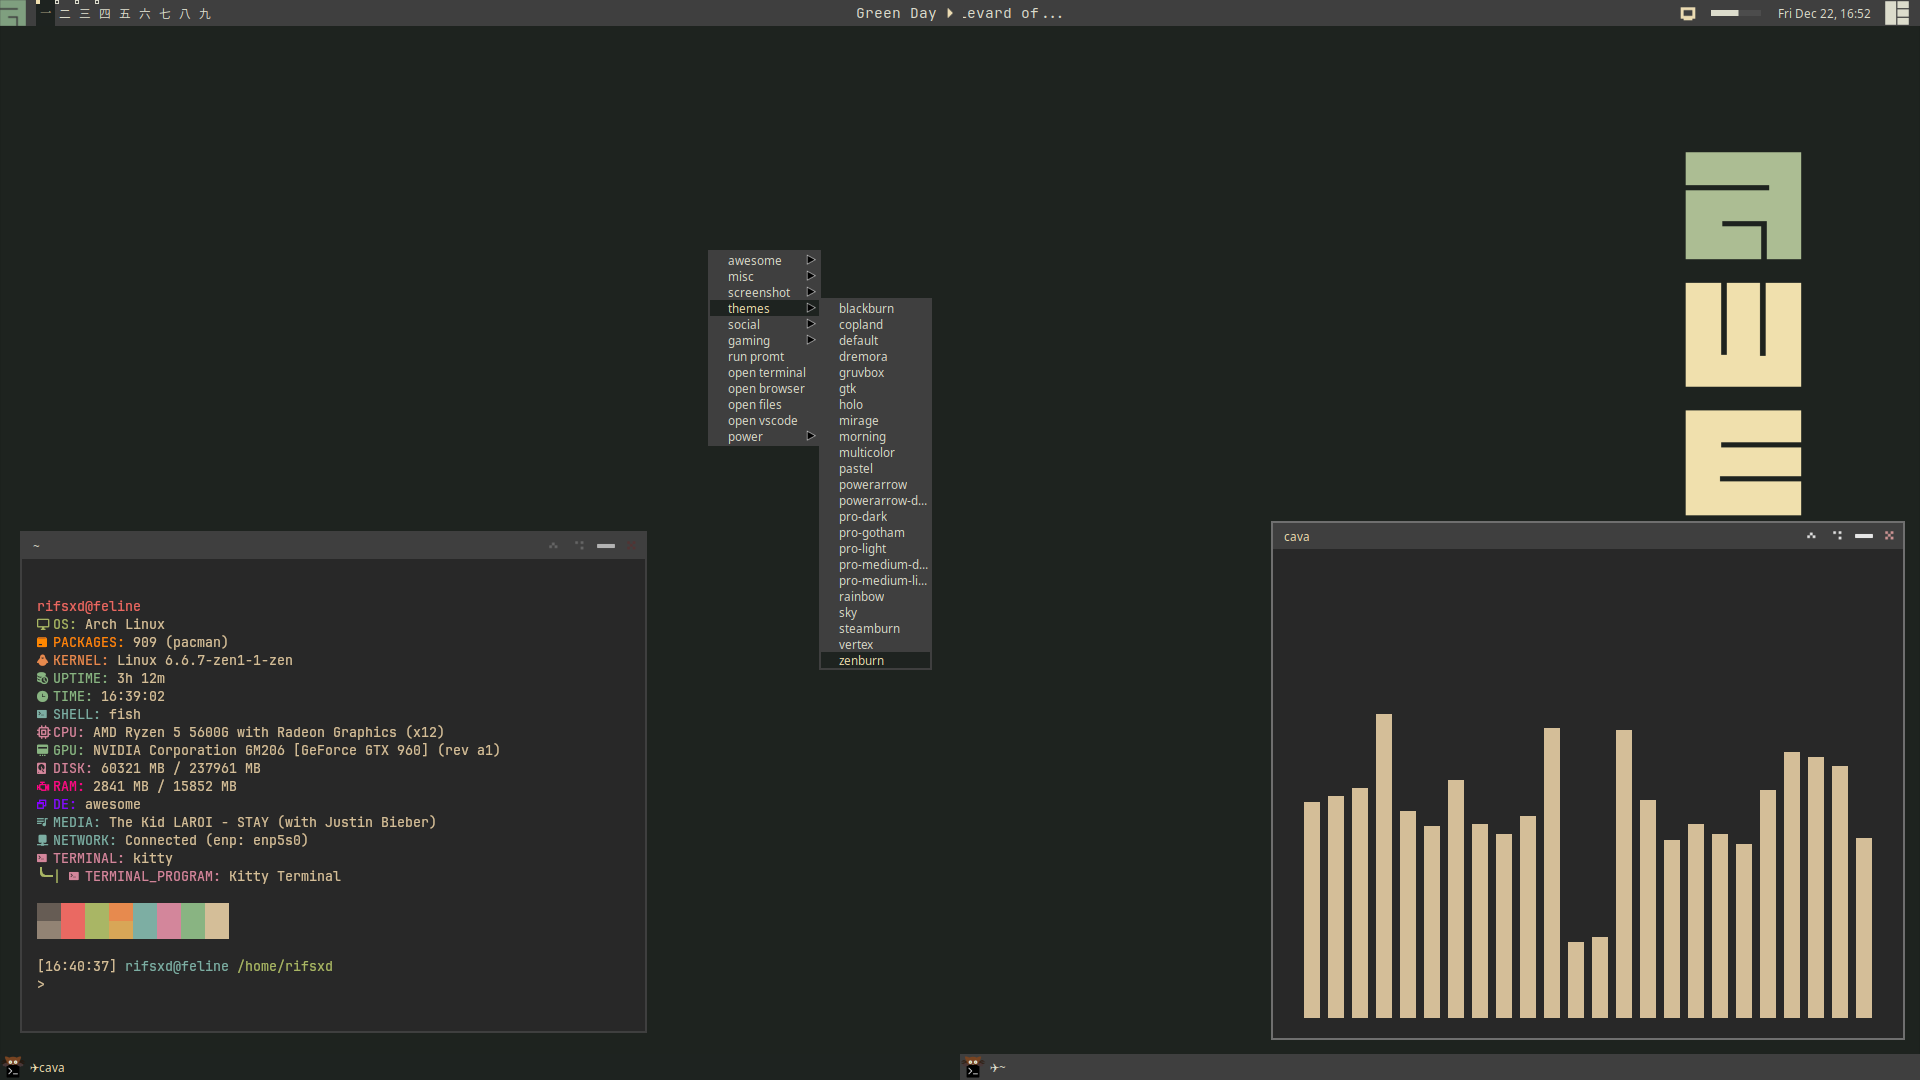 一 二 三 四 五 六 七 八 九
Green Day ▸ .evard of...
Fri Dec 22, 16:52
awesome
misc
screenshot
themes
social
gaming
run promt
open terminal
open browser
open files
open vscode
power
blackburn
copland
default
dremora
gruvbox
gtk
holo
mirage
morning
multicolor
pastel
powerarrow
powerarrow-d...
pro-dark
pro-gotham
pro-light
pro-medium-d...
pro-medium-li...
rainbow
sky
steamburn
vertex
zenburn
~
rifsxd@feline
OS: Arch Linux
PACKAGES: 909 (pacman)
KERNEL: Linux 6.6.7-zen1-1-zen
UPTIME: 3h 12m
TIME: 16:39:02
SHELL: fish
CPU: AMD Ryzen 5 5600G with Radeon Graphics (x12)
GPU: NVIDIA Corporation GM206 [GeForce GTX 960] (rev a1)
DISK: 60321 MB / 237961 MB
RAM: 2841 MB / 15852 MB
DE: awesome
MEDIA: The Kid LAROI - STAY (with Justin Bieber)
NETWORK: Connected (enp: enp5s0)
TERMINAL: kitty
TERMINAL_PROGRAM: Kitty Terminal
[16:40:37] rifsxd@feline /home/rifsxd
>
cava
awe
✈cava
✈~